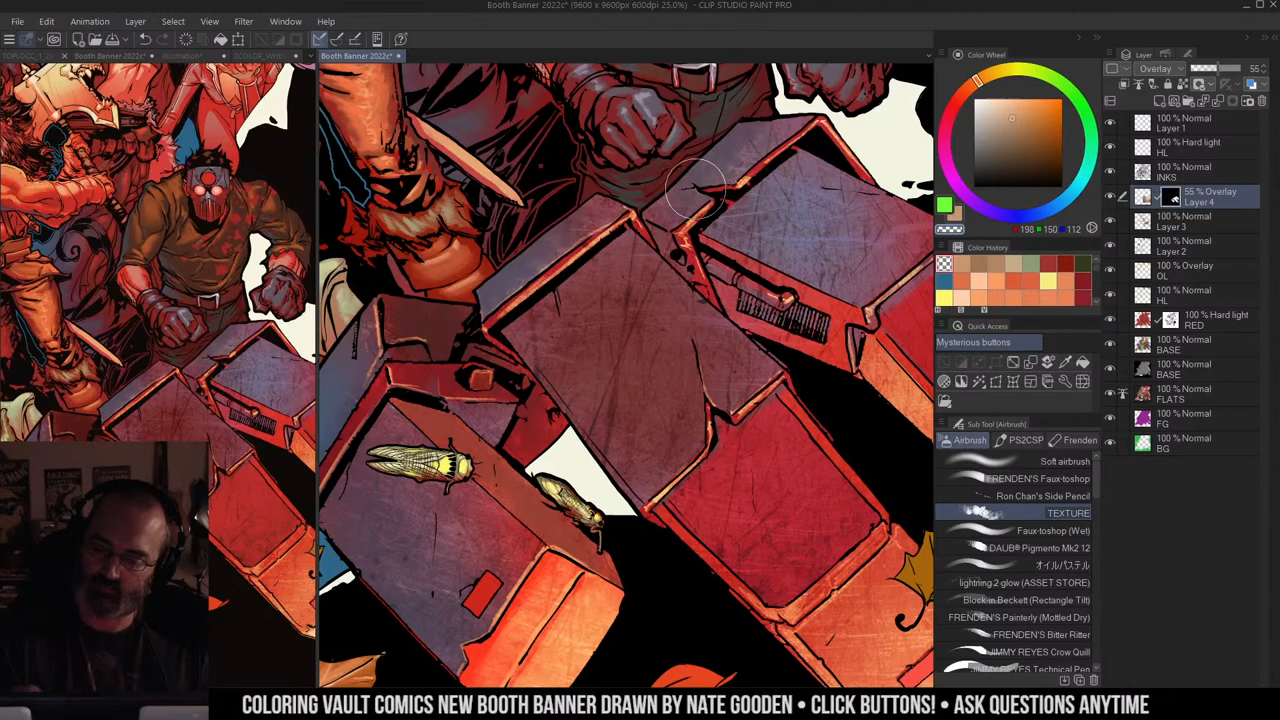 Booth Banner 2022c* (9600 x 9600px 600dpi 25.0%) - CLIP STUDIO PAINT PRO
File Edit Animation Layer Select View Filter Window Help
Booth Banner 2022c* Illustration* Booth Banner 2022c*
Color Wheel
198 150 112
Color History
H S V
Quick Access
Mysterious buttons
Sub Tool [Airbrush]
Airbrush PS2CSP Frenden
Soft airbrush
FRENDEN'S Faux-toshop
Ron Chan's Side Pencil
TEXTURE
Faux-toshop (Wet)
DAUB® Pigmento Mk2 12
オイルパステル
lightning 2 glow (ASSET STORE)
Block-in Beckett (Rectangle Tilt)
FRENDEN'S Painterly (Mottled Dry)
FRENDEN'S Bitter Ritter
JIMMY REYES Crow Quill
JIMMY REYES Technical Pen
Layer
Overlay 55
100 % Normal
Layer 1
100 % Hard light
HL
100 % Normal
INKS
55 % Overlay
Layer 4
100 % Normal
Layer 3
100 % Normal
Layer 2
100 % Overlay
OL
100 % Normal
HL
100 % Hard light
RED
100 % Normal
BASE
100 % Normal
BASE
100 % Normal
FLATS
100 % Normal
FG
100 % Normal
BG
COLORING VAULT COMICS NEW BOOTH BANNER DRAWN BY NATE GOODEN • CLICK BUTTONS! • ASK QUESTIONS ANYTIME